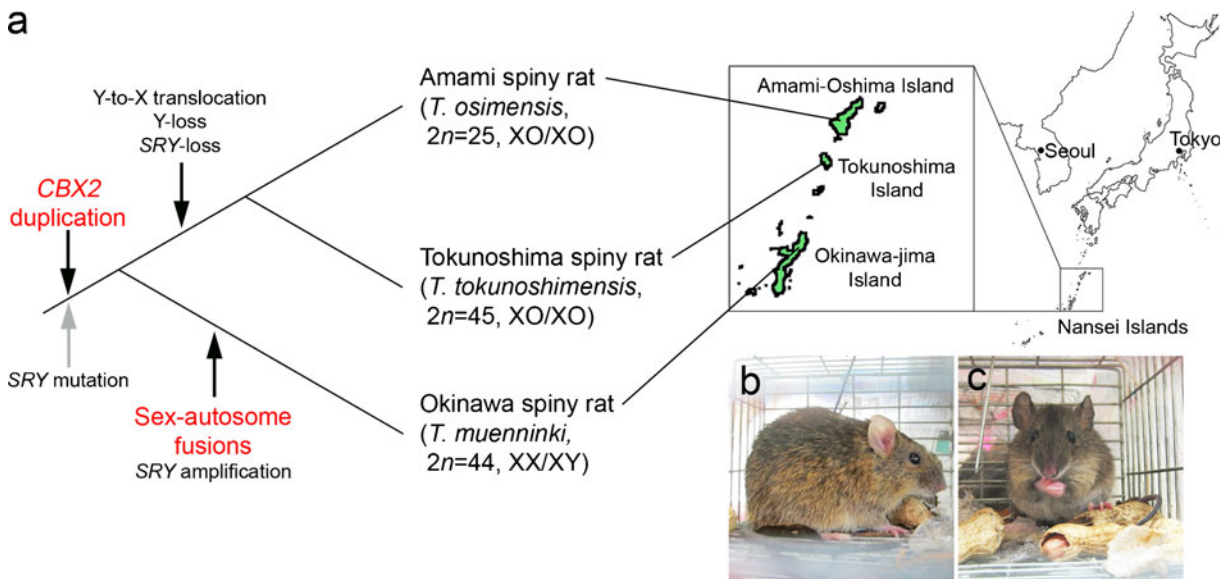 a
Y-to-X translocation
Y-loss
SRY-loss
CBX2
duplication
SRY mutation
Sex-autosome
fusions
SRY amplification
Amami spiny rat
(T. osimensis,
2n=25, XO/XO)
Tokunoshima spiny rat
(T. tokunoshimensis,
2n=45, XO/XO)
Okinawa spiny rat
(T. muenninki,
2n=44, XX/XY)
Amami-Oshima Island
Tokunoshima
Island
Okinawa-jima
Island
Seoul
Tokyo
Nansei Islands
b
c